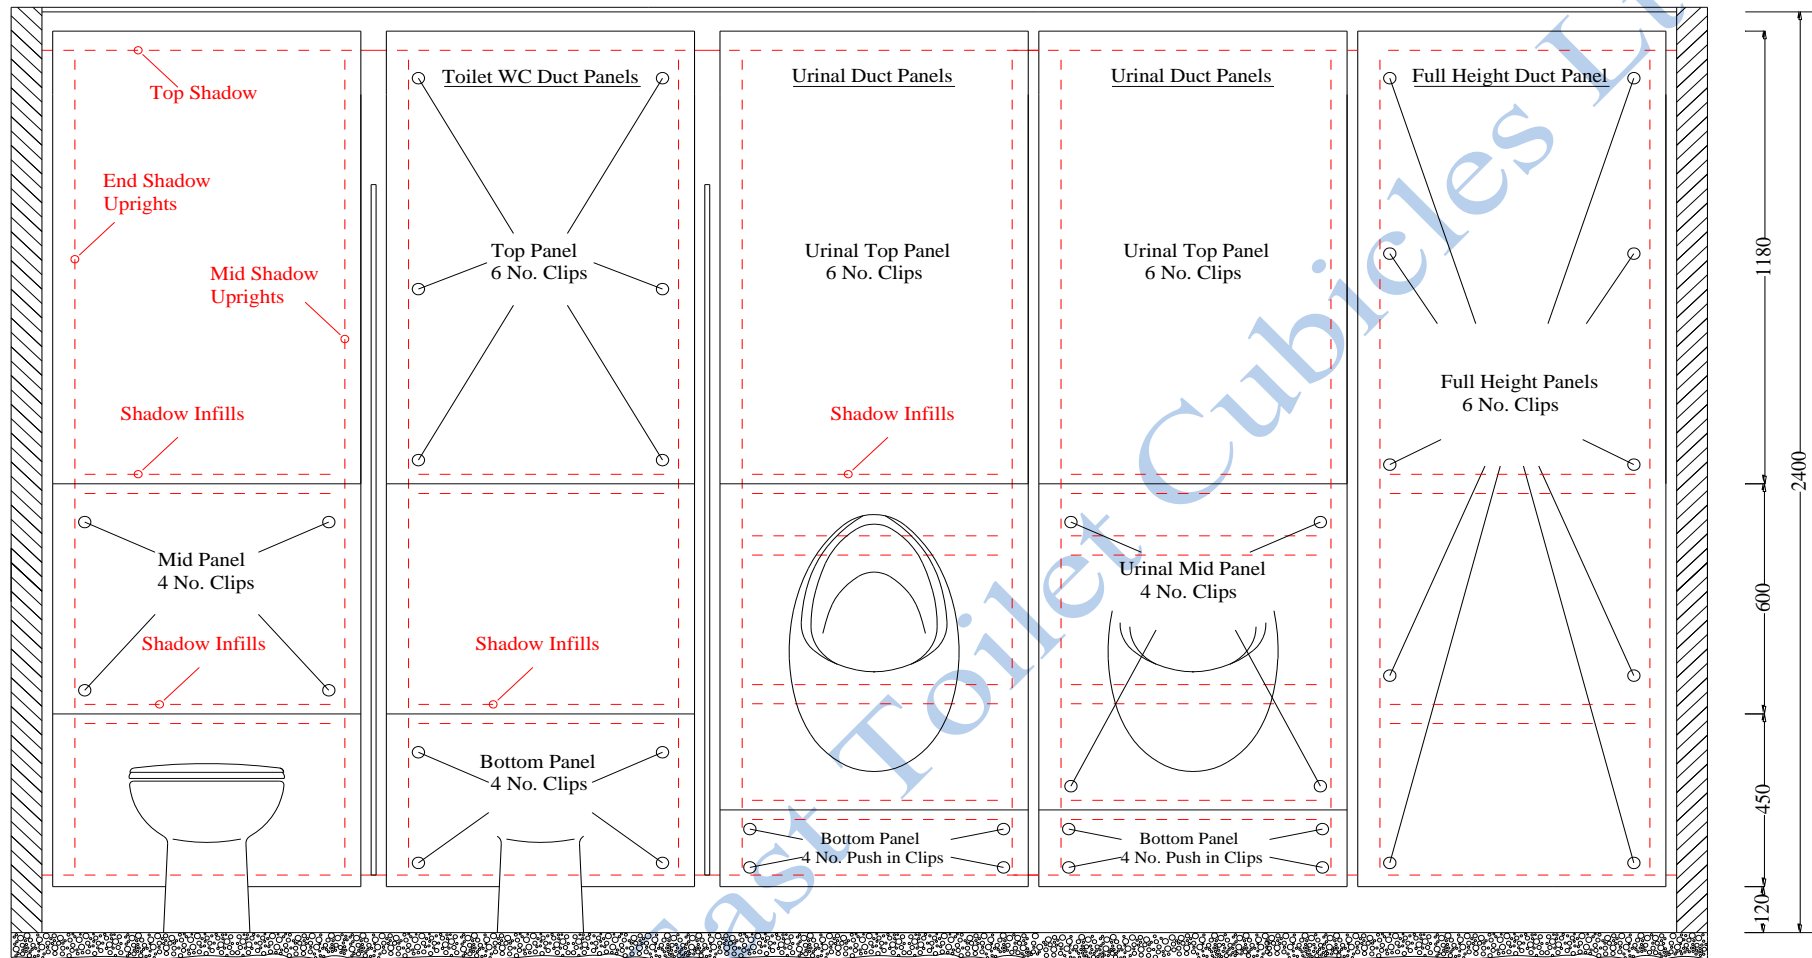 Toilet WC Duct Panels
Urinal Duct Panels
Urinal Duct Panels
Full Height Duct Panel
Top Shadow
End Shadow
Uprights
Mid Shadow
Uprights
Top Panel
6 No. Clips
Urinal Top Panel
6 No. Clips
Urinal Top Panel
6 No. Clips
Full Height Panels
6 No. Clips
Shadow Infills
Shadow Infills
Mid Panel
4 No. Clips
Urinal Mid Panel
4 No. Clips
Shadow Infills
Shadow Infills
Bottom Panel
4 No. Clips
Bottom Panel
4 No. Push in Clips
Bottom Panel
4 No. Push in Clips
1180
600
450
120
2400
East Toilet Cubicles